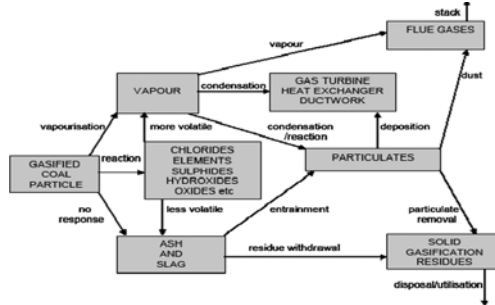 stack
FLUE GASES
vapour
dust
VAPOUR
condensation
GAS TURBINE
HEAT EXCHANGER
DUCTWORK
vapourisation
more volatile
condensation
/reaction
deposition
GASIFIED
COAL
PARTICLE
reaction
CHLORIDES
ELEMENTS
SULPHIDES
HYDROXIDES
OXIDES etc
PARTICULATES
no
response
less volatile
entrainment
particulate
removal
ASH
AND
SLAG
residue withdrawal
SOLID
GASIFICATION
RESIDUES
disposal/utilisation